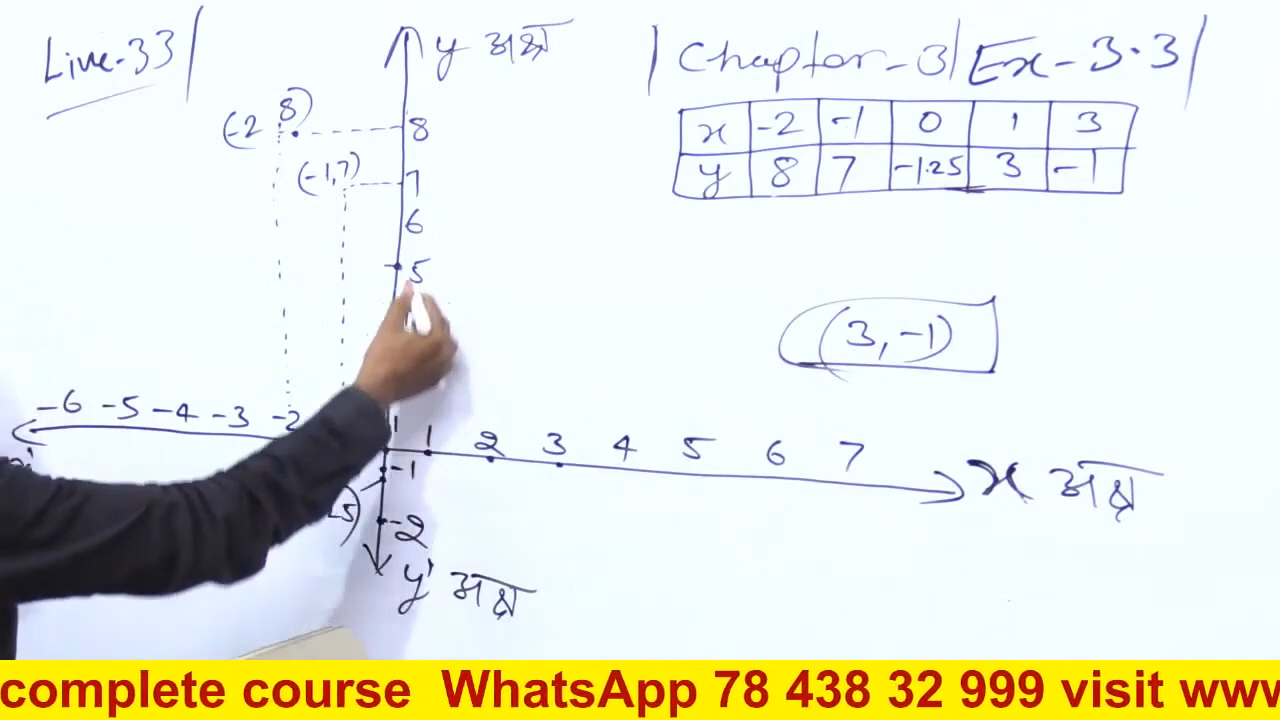 Live-33
Chapter-3 Ex-3.3
y अक्ष
x -2 -1 0 1 3
y 8 7 -1.25 3 -1
(-2 8)
8
(-1,7)
7
6
5
(3,-1)
-6 -5 -4 -3 -2
1 2 3 4 5 6 7
x अक्ष
-1
-2
y' अक्ष
complete course WhatsApp 78 438 32 999 visit www